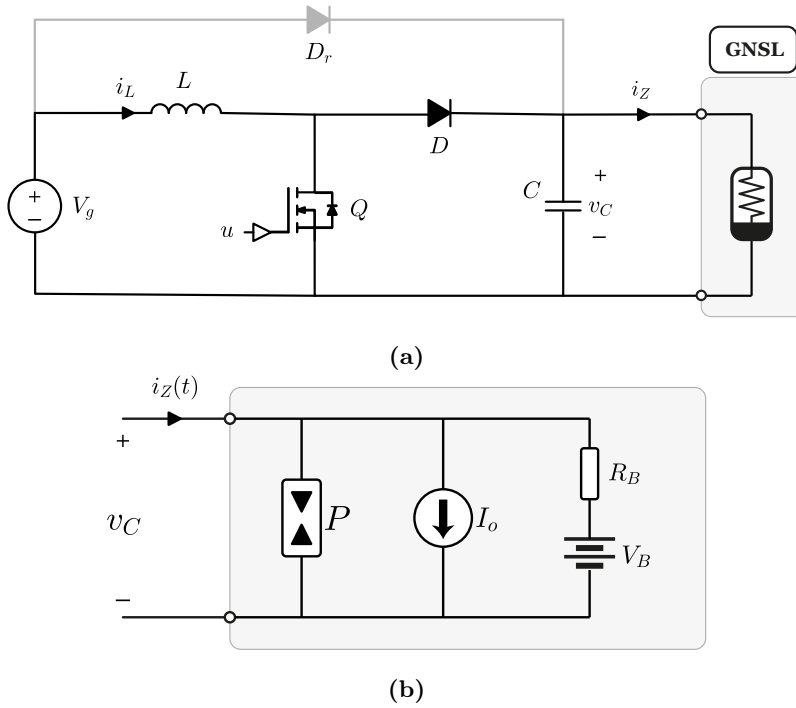 D_r
GNSL
i_L L i_Z
D
+ V_g − u Q C + v_C −
(a)
i_Z(t)
+
R_B
v_C P I_o
V_B
−
(b)